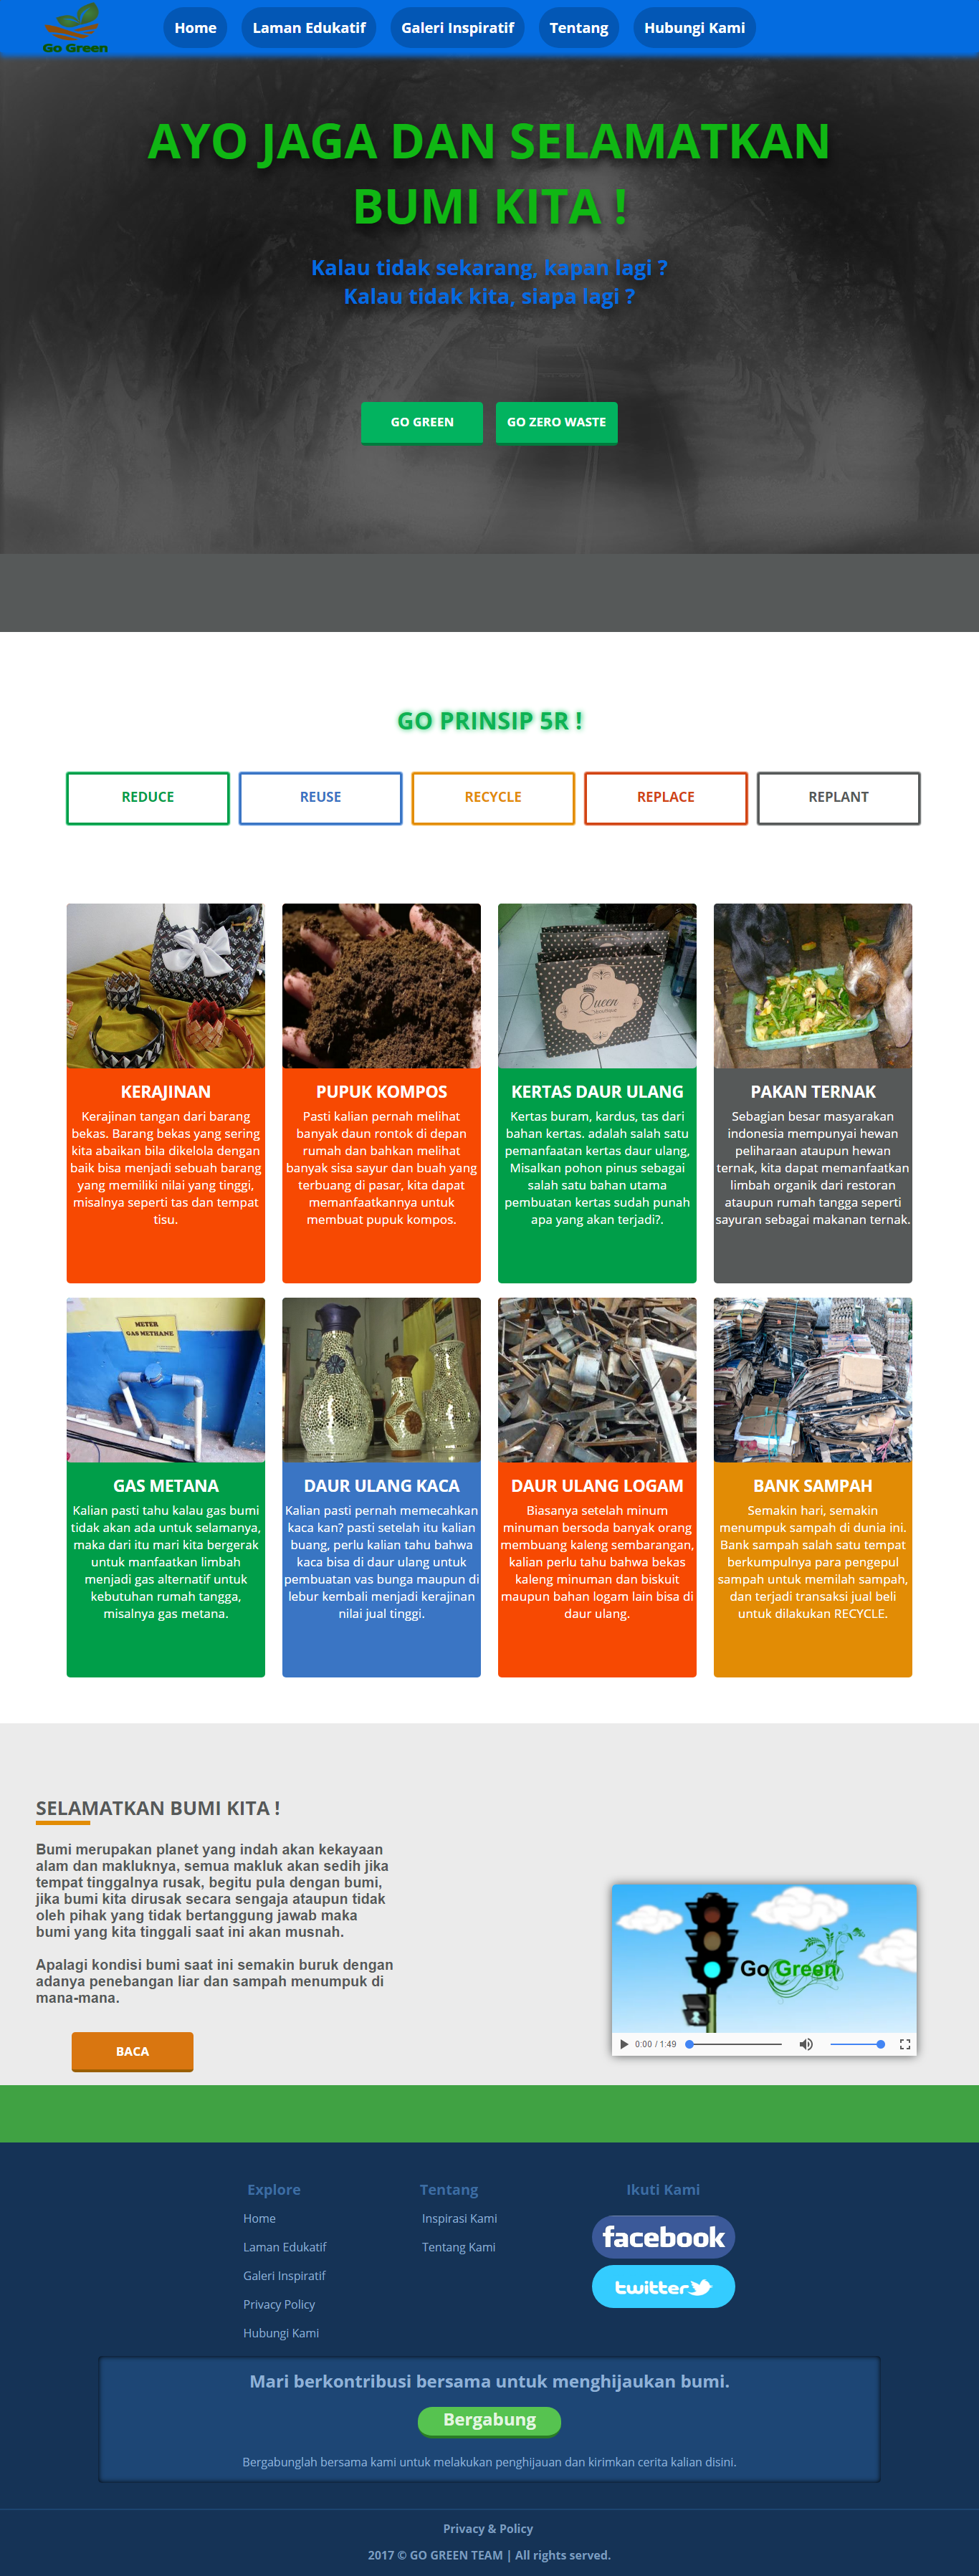 Go Green
Home
Laman Edukatif
Galeri Inspiratif
Tentang
Hubungi Kami
AYO JAGA DAN SELAMATKAN
BUMI KITA !
Kalau tidak sekarang, kapan lagi ?
Kalau tidak kita, siapa lagi ?
GO GREEN
GO ZERO WASTE
GO PRINSIP 5R !
REDUCE
REUSE
RECYCLE
REPLACE
REPLANT
Queen
KERAJINAN
Kerajinan tangan dari barang
bekas. Barang bekas yang sering
kita abaikan bila dikelola dengan
baik bisa menjadi sebuah barang
yang memiliki nilai yang tinggi,
misalnya seperti tas dan tempat
tisu.
PUPUK KOMPOS
Pasti kalian pernah melihat
banyak daun rontok di depan
rumah dan bahkan melihat
banyak sisa sayur dan buah yang
terbuang di pasar, kita dapat
memanfaatkannya untuk
membuat pupuk kompos.
KERTAS DAUR ULANG
Kertas buram, kardus, tas dari
bahan kertas. adalah salah satu
pemanfaatan kertas daur ulang,
Misalkan pohon pinus sebagai
salah satu bahan utama
pembuatan kertas sudah punah
apa yang akan terjadi?.
PAKAN TERNAK
Sebagian besar masyarakan
indonesia mempunyai hewan
peliharaan ataupun hewan
ternak, kita dapat memanfaatkan
limbah organik dari restoran
ataupun rumah tangga seperti
sayuran sebagai makanan ternak.
METER
GAS METHANE
GAS METANA
Kalian pasti tahu kalau gas bumi
tidak akan ada untuk selamanya,
maka dari itu mari kita bergerak
untuk manfaatkan limbah
menjadi gas alternatif untuk
kebutuhan rumah tangga,
misalnya gas metana.
DAUR ULANG KACA
Kalian pasti pernah memecahkan
kaca kan? pasti setelah itu kalian
buang, perlu kalian tahu bahwa
kaca bisa di daur ulang untuk
pembuatan vas bunga maupun di
lebur kembali menjadi kerajinan
nilai jual tinggi.
DAUR ULANG LOGAM
Biasanya setelah minum
minuman bersoda banyak orang
membuang kaleng sembarangan,
kalian perlu tahu bahwa bekas
kaleng minuman dan biskuit
maupun bahan logam lain bisa di
daur ulang.
BANK SAMPAH
Semakin hari, semakin
menumpuk sampah di dunia ini.
Bank sampah salah satu tempat
berkumpulnya para pengepul
sampah untuk memilah sampah,
dan terjadi transaksi jual beli
untuk dilakukan RECYCLE.
SELAMATKAN BUMI KITA !
Bumi merupakan planet yang indah akan kekayaan
alam dan makluknya, semua makluk akan sedih jika
tempat tinggalnya rusak, begitu pula dengan bumi,
jika bumi kita dirusak secara sengaja ataupun tidak
oleh pihak yang tidak bertanggung jawab maka
bumi yang kita tinggali saat ini akan musnah.
Apalagi kondisi bumi saat ini semakin buruk dengan
adanya penebangan liar dan sampah menumpuk di
mana-mana.
BACA
Go Green
0:00 / 1:49
Explore
Home
Laman Edukatif
Galeri Inspiratif
Privacy Policy
Hubungi Kami
Tentang
Inspirasi Kami
Tentang Kami
Ikuti Kami
facebook
twitter
Mari berkontribusi bersama untuk menghijaukan bumi.
Bergabung
Bergabunglah bersama kami untuk melakukan penghijauan dan kirimkan cerita kalian disini.
Privacy & Policy
2017 © GO GREEN TEAM | All rights served.